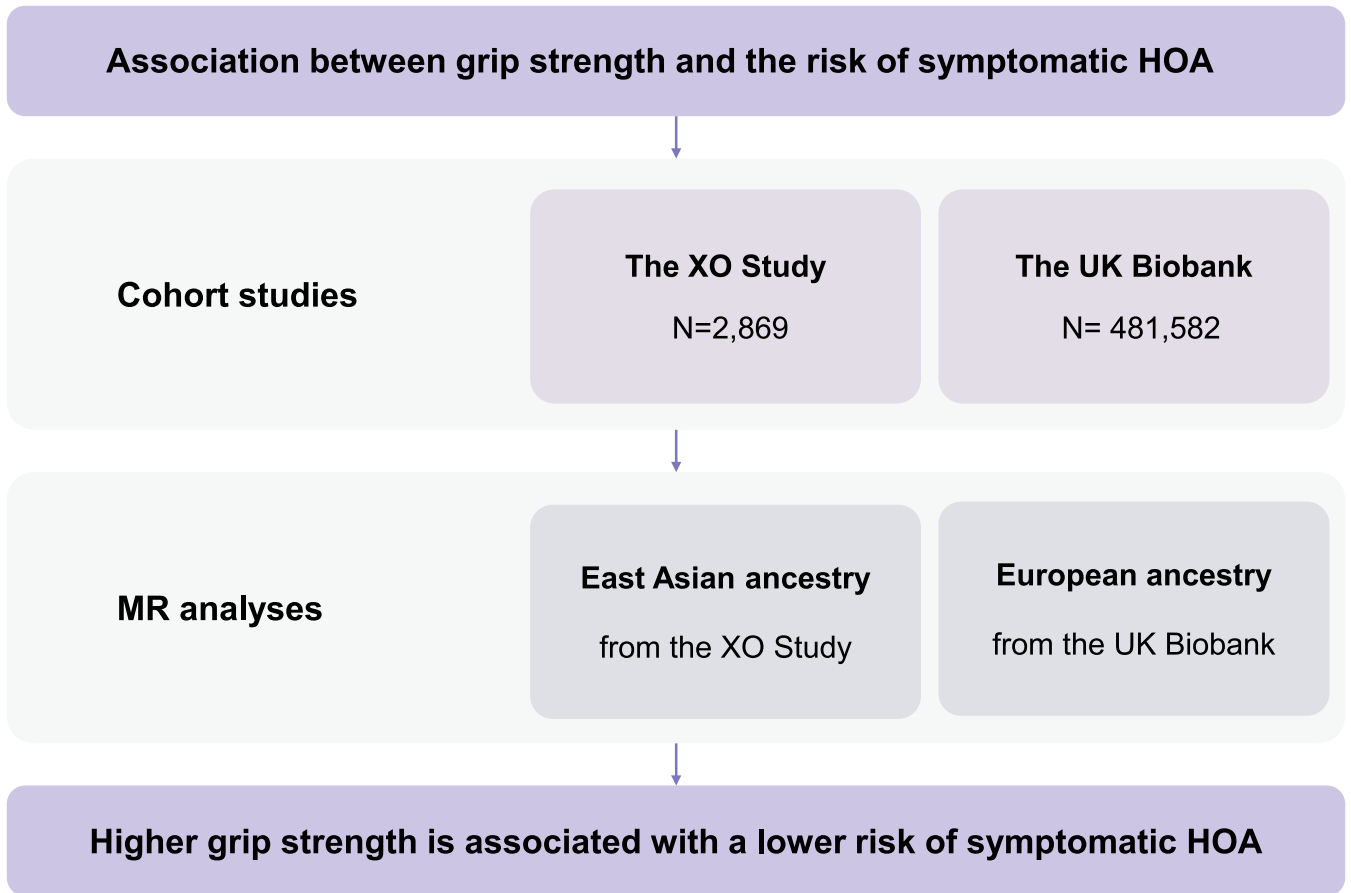 Association between grip strength and the risk of symptomatic HOA
Cohort studies
The XO Study
N=2,869
The UK Biobank
N= 481,582
MR analyses
East Asian ancestry
from the XO Study
European ancestry
from the UK Biobank
Higher grip strength is associated with a lower risk of symptomatic HOA